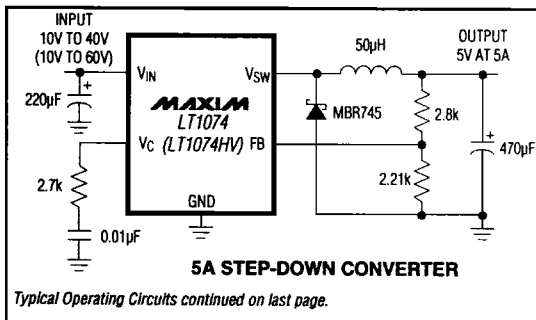 INPUT
10V TO 40V
(10V TO 60V)
220µF
+
VIN
VSW
MAXIM
LT1074
(LT1074HV)
VC
FB
GND
2.7k
0.01µF
50µH
MBR745
OUTPUT
5V AT 5A
2.8k
2.21k
+
470µF
5A STEP-DOWN CONVERTER
Typical Operating Circuits continued on last page.